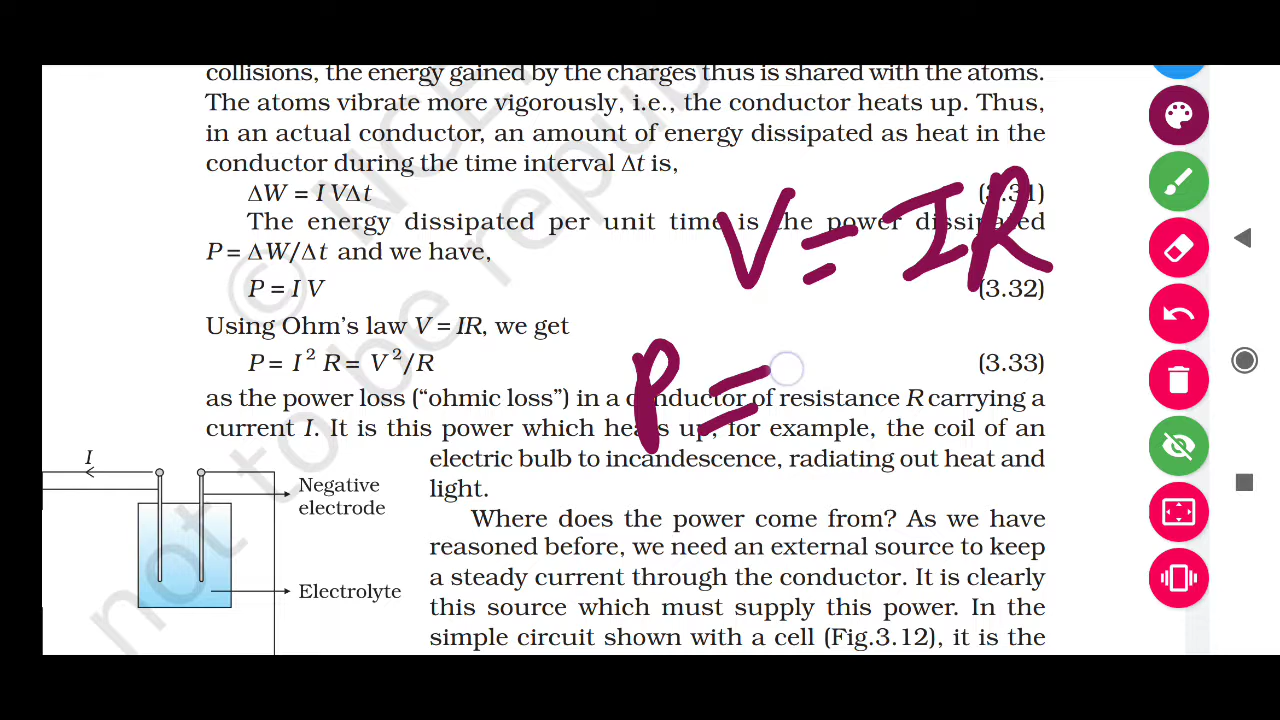 collisions, the energy gained by the charges thus is shared with the atoms.
The atoms vibrate more vigorously, i.e., the conductor heats up. Thus,
in an actual conductor, an amount of energy dissipated as heat in the
conductor during the time interval Δt is,
ΔW = I VΔt (3.31)
The energy dissipated per unit time is the power dissipated
P = ΔW/Δt and we have,
P = I V (3.32)
V = IR
Using Ohm's law V = IR, we get
P = I² R = V²/R (3.33)
P =
as the power loss (“ohmic loss”) in a conductor of resistance R carrying a
current I. It is this power which heats up, for example, the coil of an
electric bulb to incandescence, radiating out heat and
light.
Where does the power come from? As we have
reasoned before, we need an external source to keep
a steady current through the conductor. It is clearly
this source which must supply this power. In the
simple circuit shown with a cell (Fig.3.12), it is the
I
Negative
electrode
Electrolyte
© NCE
not to be repub